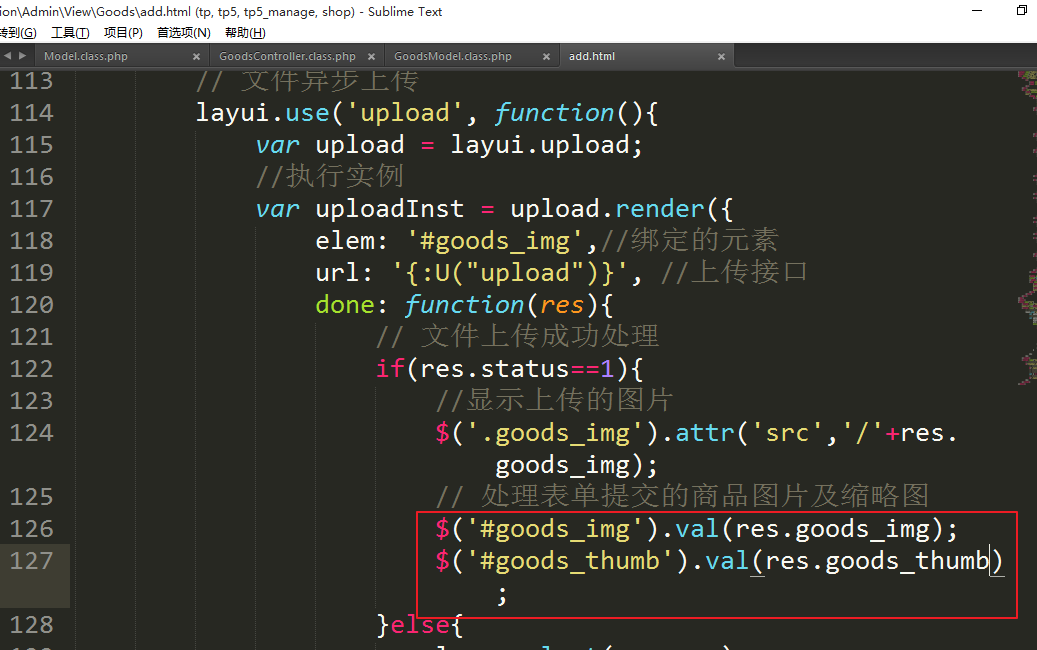 ion\Admin\View\Goods\add.html (tp, tp5, tp5_manage, shop) - Sublime Text
转到(G) 工具(T) 项目(P) 首选项(N) 帮助(H)
Model.class.php × GoodsController.class.php × GoodsModel.class.php × add.html ×
113 // 文件异步上传
114 layui.use('upload', function(){
115 var upload = layui.upload;
116 //执行实例
117 var uploadInst = upload.render({
118 elem: '#goods_img',//绑定的元素
119 url: '{:U("upload")}', //上传接口
120 done: function(res){
121 // 文件上传成功处理
122 if(res.status==1){
123 //显示上传的图片
124 $('.goods_img').attr('src','/'+res.
goods_img);
125 // 处理表单提交的商品图片及缩略图
126 $('#goods_img').val(res.goods_img);
127 $('#goods_thumb').val(res.goods_thumb)
;
128 }else{